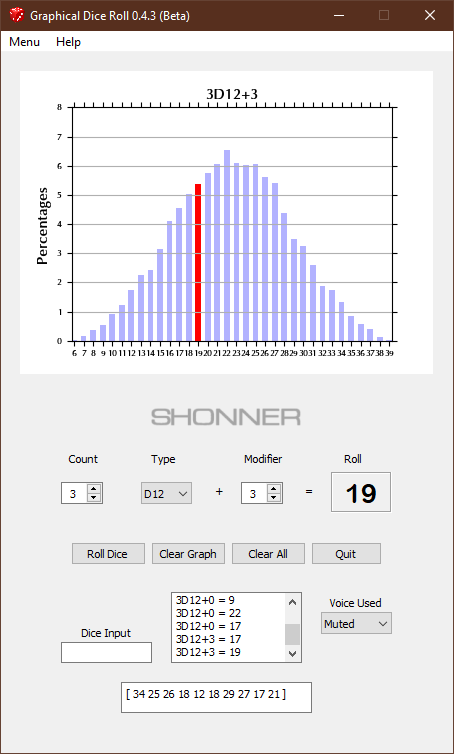 Graphical Dice Roll 0.4.3 (Beta)
Menu Help
3D12+3
Percentages
8
7
6
5
4
3
2
1
0
6 7 8 9 10 11 12 13 14 15 16 17 18 19 20 21 22 23 24 25 26 27 28 29 30 31 32 33 34 35 36 37 38 39
SHONNER
Count Type Modifier Roll
3 D12 + 3 = 19
Roll Dice Clear Graph Clear All Quit
Dice Input
3D12+0 = 9
3D12+0 = 22
3D12+0 = 17
3D12+3 = 17
3D12+3 = 19
Voice Used
Muted
[ 34 25 26 18 12 18 29 27 17 21 ]